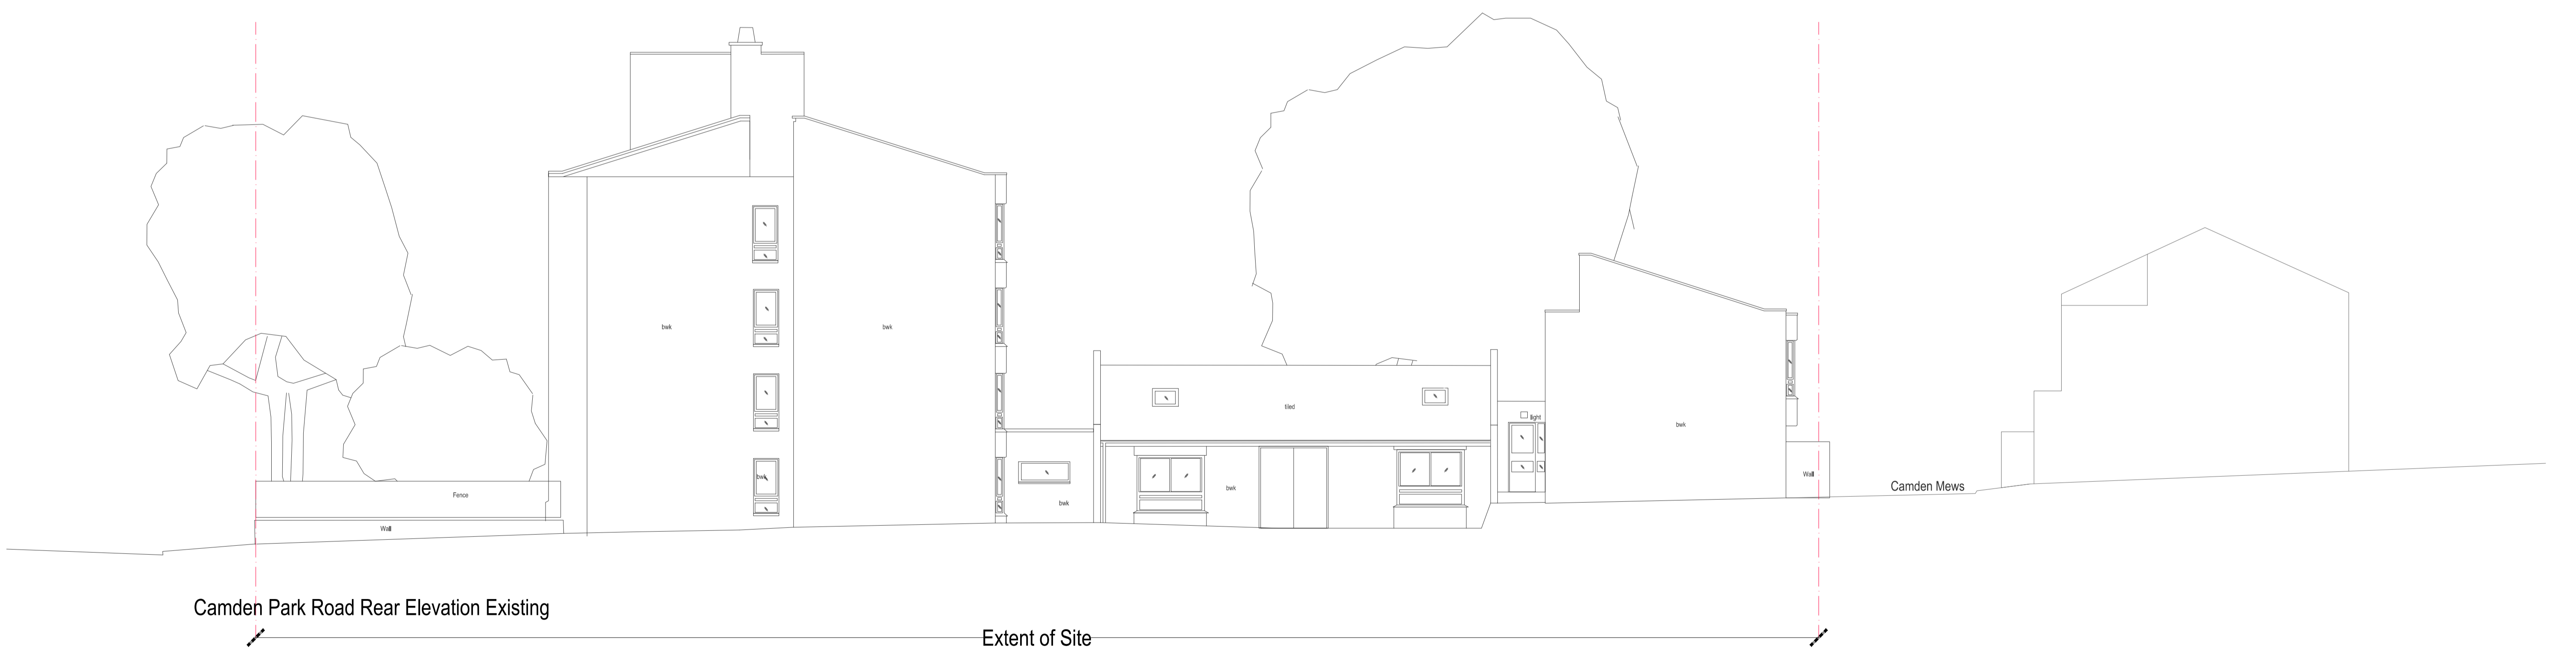 bwk
bwk
tiled
light
bwk
bwk
Fence
bwk
bwk
Wall
Camden Mews
Wall
Camden Park Road Rear Elevation Existing
Extent of Site